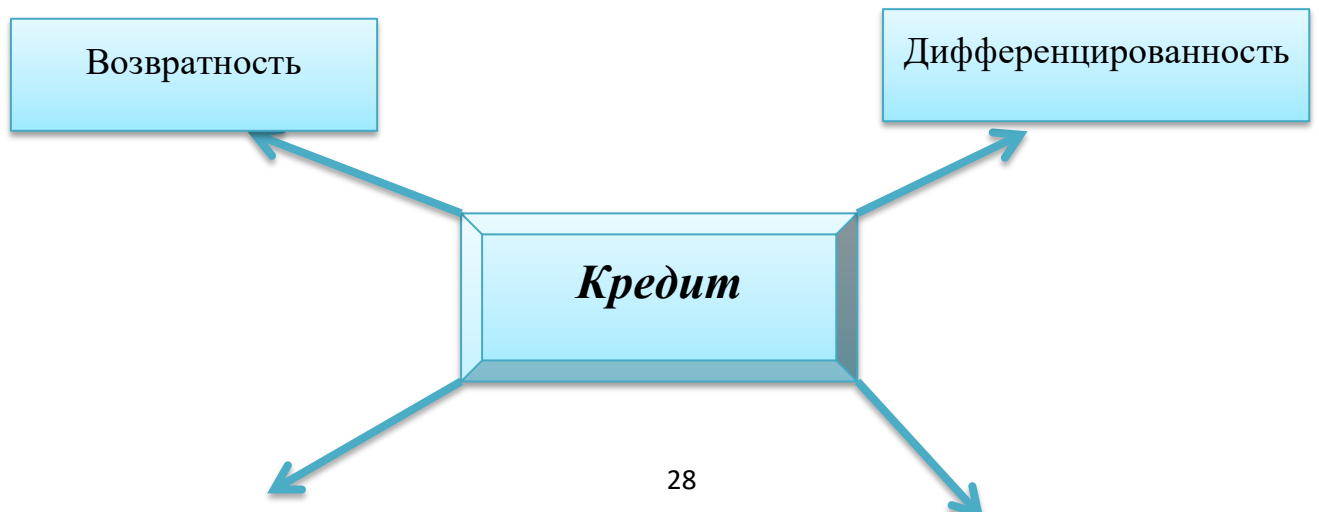 Возвратность
Дифференцированность
Кредит
28